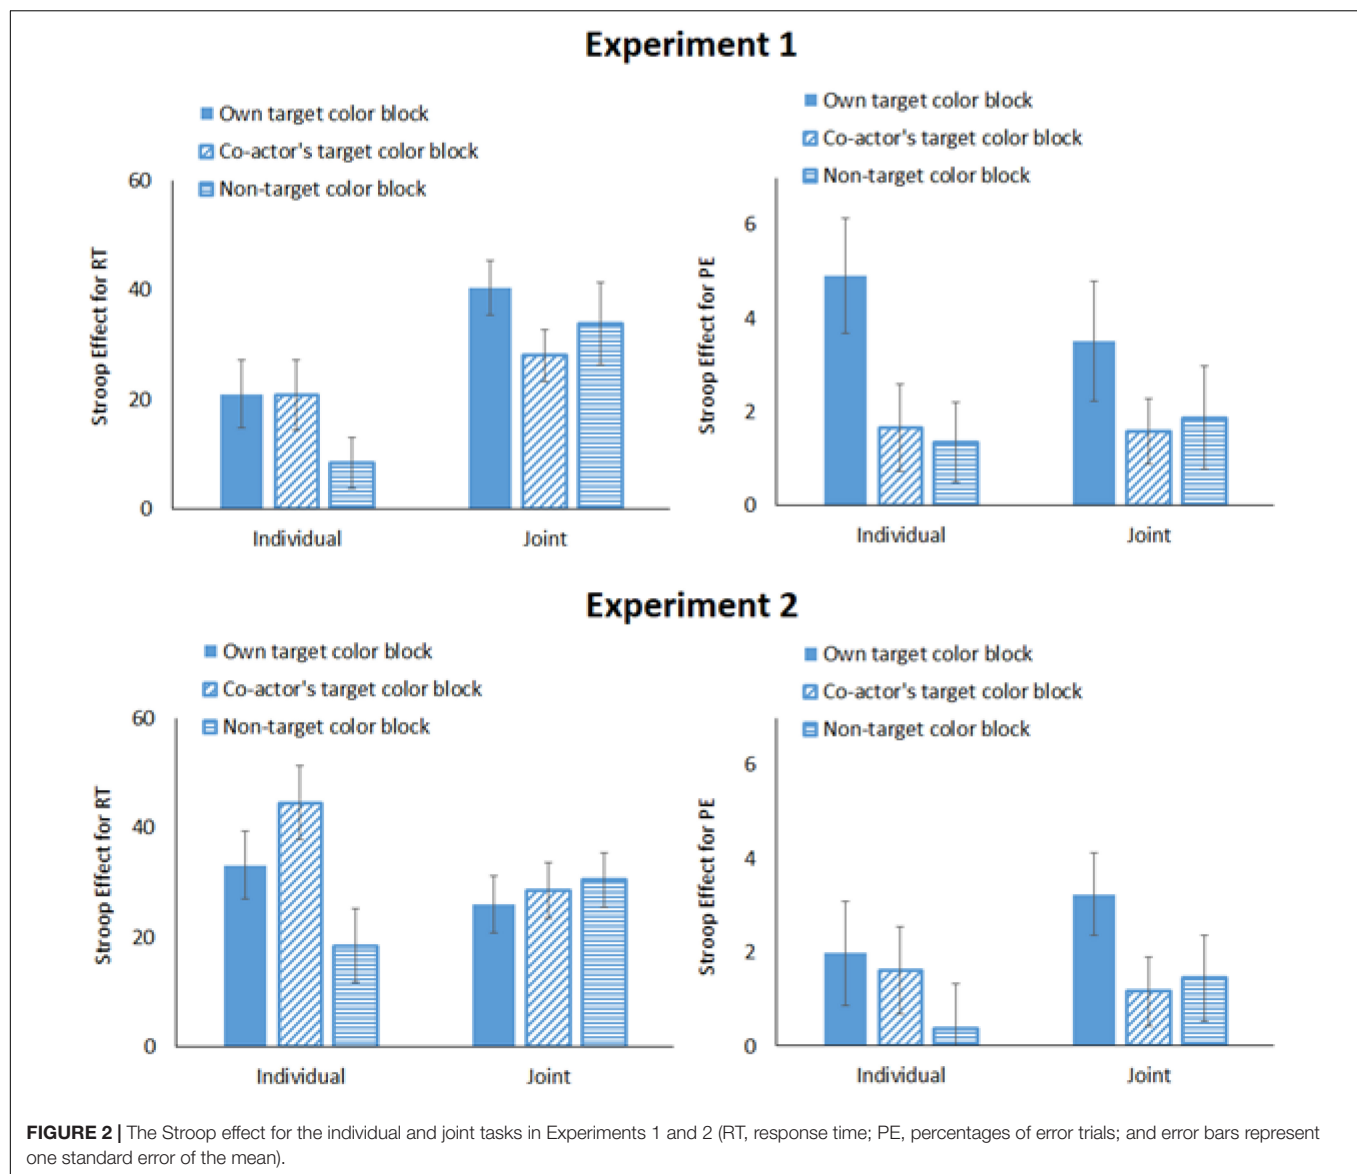 Experiment 1
Own target color block
Co-actor's target color block
Non-target color block
60
40
20
0
Stroop Effect for RT
Individual
Joint
Own target color block
Co-actor's target color block
Non-target color block
6
4
2
0
Stroop Effect for PE
Individual
Joint
Experiment 2
Own target color block
Co-actor's target color block
Non-target color block
60
40
20
0
Stroop Effect for RT
Individual
Joint
Own target color block
Co-actor's target color block
Non-target color block
6
4
2
0
Stroop Effect for PE
Individual
Joint
FIGURE 2 | The Stroop effect for the individual and joint tasks in Experiments 1 and 2 (RT, response time; PE, percentages of error trials; and error bars represent
one standard error of the mean).